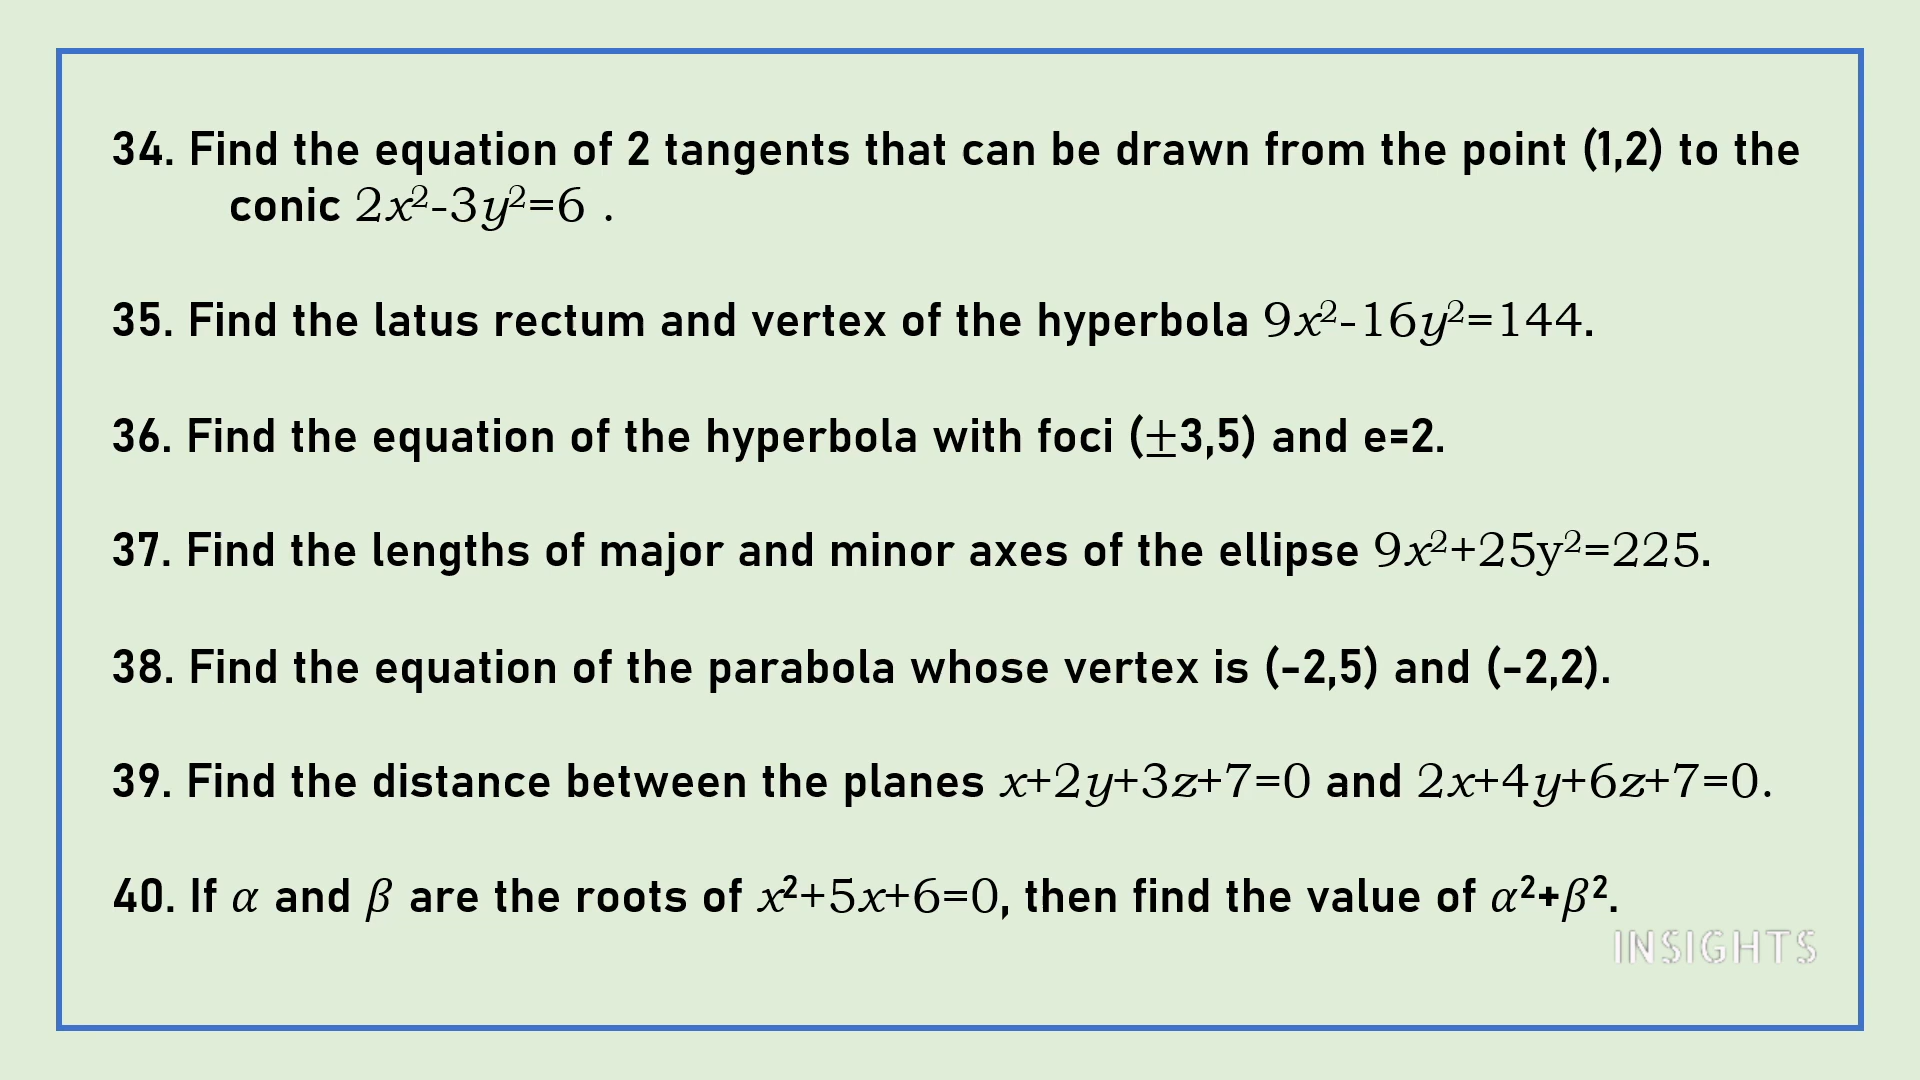 34. Find the equation of 2 tangents that can be drawn from the point (1,2) to the
conic 2x²-3y²=6 .
35. Find the latus rectum and vertex of the hyperbola 9x²-16y²=144.
36. Find the equation of the hyperbola with foci (±3,5) and e=2.
37. Find the lengths of major and minor axes of the ellipse 9x²+25y²=225.
38. Find the equation of the parabola whose vertex is (-2,5) and (-2,2).
39. Find the distance between the planes x+2y+3z+7=0 and 2x+4y+6z+7=0.
40. If α and β are the roots of x²+5x+6=0, then find the value of α²+β².
INSIGHTS